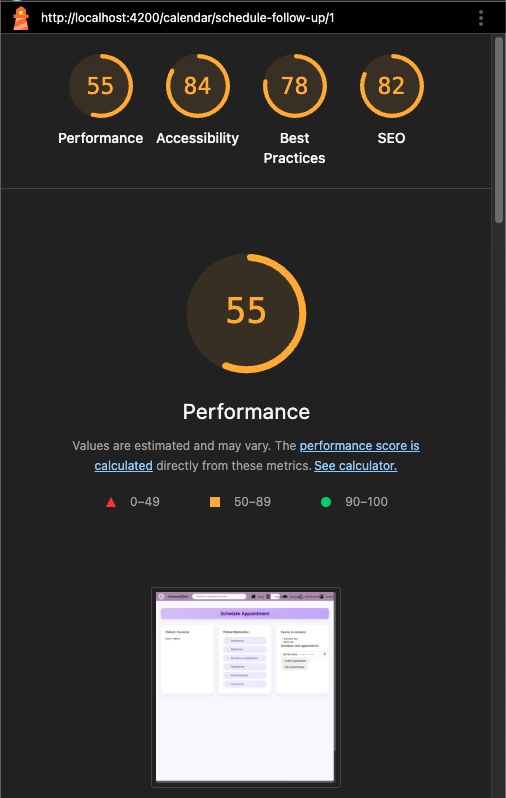 http://localhost:4200/calendar/schedule-follow-up/1
55 84 78 82
Performance Accessibility Best Practices SEO
55
Performance
Values are estimated and may vary. The performance score is
calculated directly from these metrics. See calculator.
0–49 50–89 90–100
Schedule Appointment